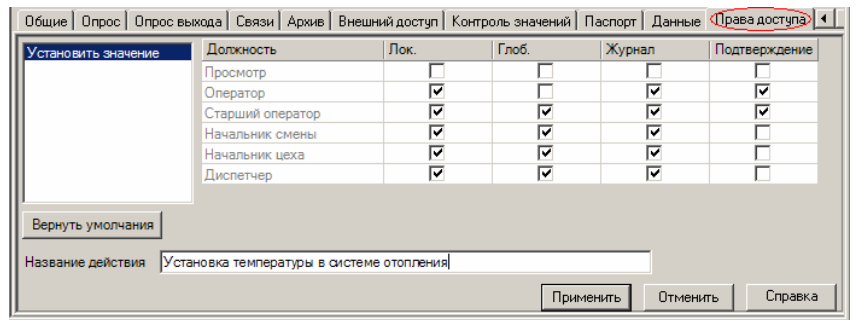 Общие Опрос Опрос выхода Связи Архив Внешний доступ Контроль значений Паспорт Данные Права доступа
Установить значение Должность Лок. Глоб. Журнал Подтверждение
Просмотр
Оператор
Старший оператор
Начальник смены
Начальник цеха
Диспетчер
Вернуть умолчания
Название действия Установка температуры в системе отопления
Применить Отменить Справка